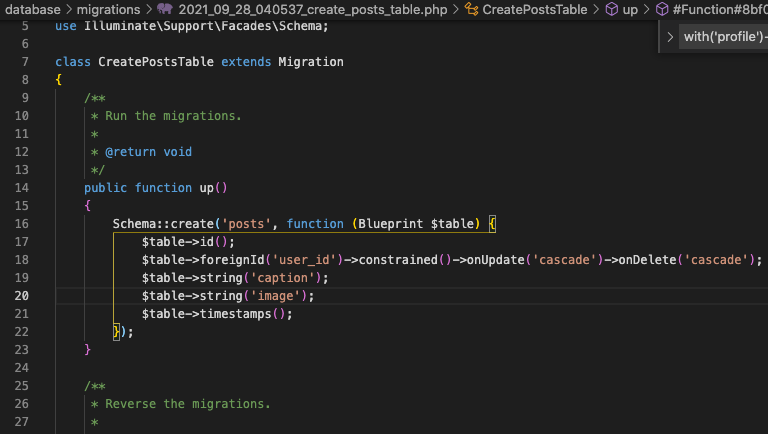 database > migrations > 2021_09_28_040537_create_posts_table.php > CreatePostsTable > up > #Function#8bf0
5 use Illuminate\Support\Facades\Schema;
with('profile')-
6
7 class CreatePostsTable extends Migration
8 {
9 /**
10 * Run the migrations.
11 *
12 * @return void
13 */
14 public function up()
15 {
16 Schema::create('posts', function (Blueprint $table) {
17 $table->id();
18 $table->foreignId('user_id')->constrained()->onUpdate('cascade')->onDelete('cascade');
19 $table->string('caption');
20 $table->string('image');
21 $table->timestamps();
22 });
23 }
24
25 /**
26 * Reverse the migrations.
27 *